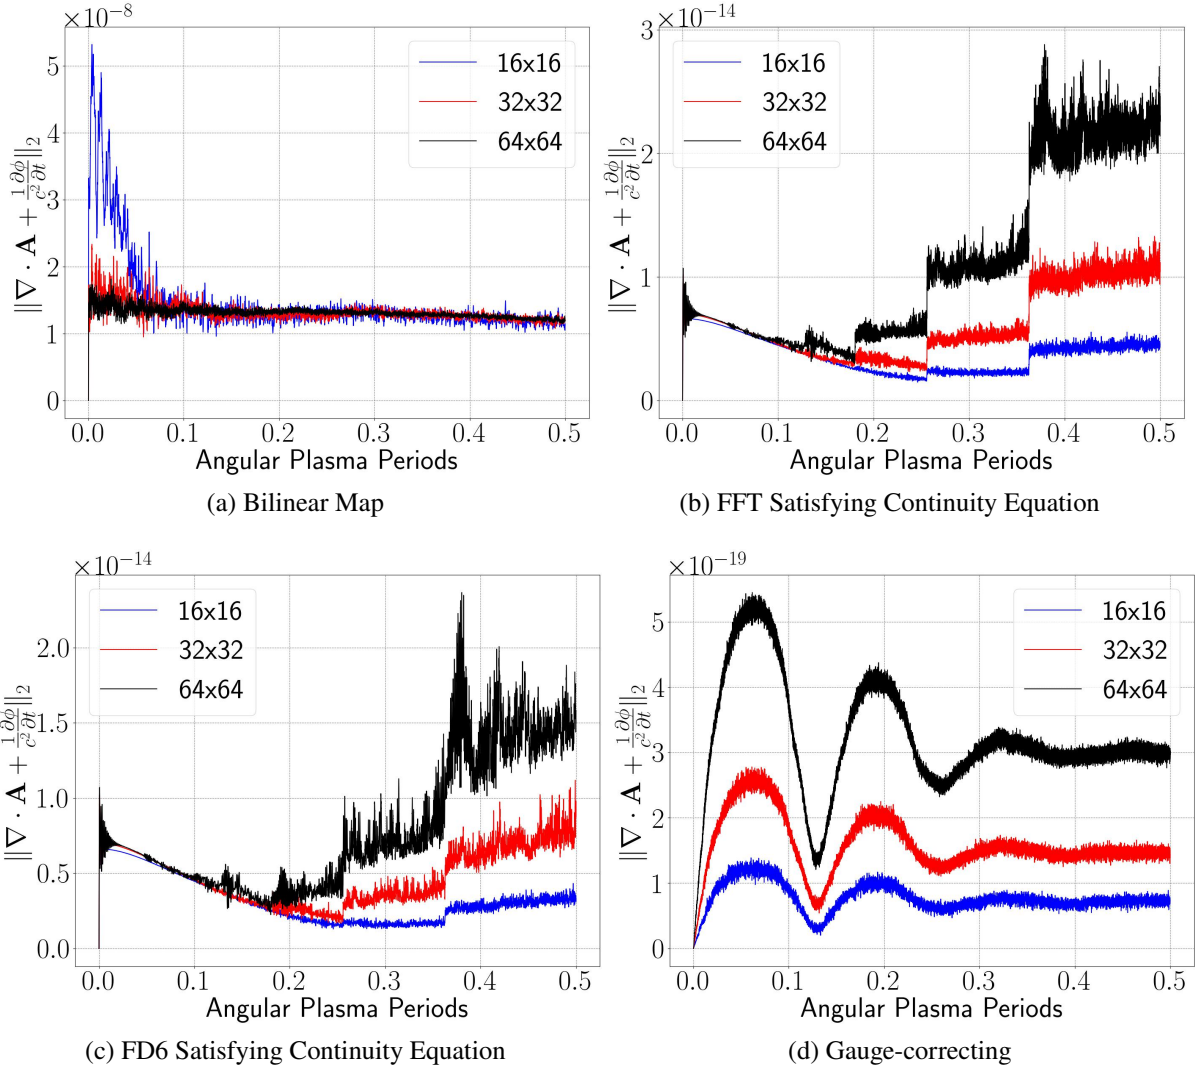 ×10⁻⁸
5
4
3
2
1
0
‖∇ · A + 1/c² ∂ϕ/∂t‖₂
16x16
32x32
64x64
0.0 0.1 0.2 0.3 0.4 0.5
Angular Plasma Periods
(a) Bilinear Map
×10⁻¹⁴
3
2
1
0
‖∇ · A + 1/c² ∂ϕ/∂t‖₂
16x16
32x32
64x64
0.0 0.1 0.2 0.3 0.4 0.5
Angular Plasma Periods
(b) FFT Satisfying Continuity Equation
×10⁻¹⁴
2.0
1.5
1.0
0.5
0.0
‖∇ · A + 1/c² ∂ϕ/∂t‖₂
16x16
32x32
64x64
0.0 0.1 0.2 0.3 0.4 0.5
Angular Plasma Periods
(c) FD6 Satisfying Continuity Equation
×10⁻¹⁹
5
4
3
2
1
0
‖∇ · A + 1/c² ∂ϕ/∂t‖₂
16x16
32x32
64x64
0.0 0.1 0.2 0.3 0.4 0.5
Angular Plasma Periods
(d) Gauge-correcting